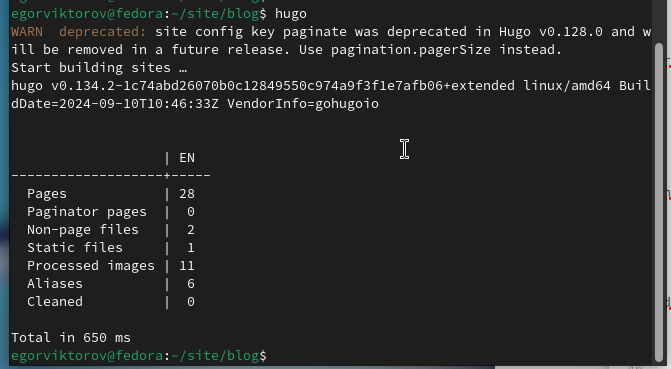 egorviktorov@fedora:~/site/blog$ hugo
WARN  deprecated: site config key paginate was deprecated in Hugo v0.128.0 and w
ill be removed in a future release. Use pagination.pagerSize instead.
Start building sites …
hugo v0.134.2-1c74abd26070b0c12849550c974a9f3f1e7afb06+extended linux/amd64 Buil
dDate=2024-09-10T10:46:33Z VendorInfo=gohugoio
                   | EN
-------------------+-----
  Pages            | 28
  Paginator pages  |  0
  Non-page files   |  2
  Static files     |  1
  Processed images | 11
  Aliases          |  6
  Cleaned          |  0
Total in 650 ms
egorviktorov@fedora:~/site/blog$